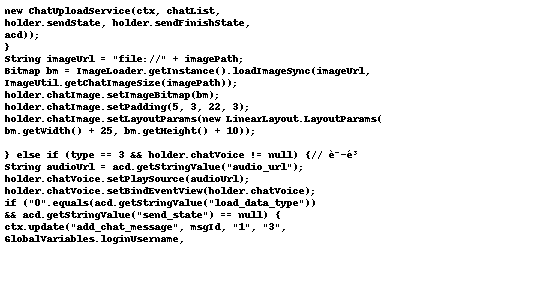 new ChatUploadService(ctx, chatList,
holder.sendState, holder.sendFinishState,
acd));
}
String imageUrl = "file://" + imagePath;
Bitmap bm = ImageLoader.getInstance().loadImageSync(imageUrl,
ImageUtil.getChatImageSize(imagePath));
holder.chatImage.setImageBitmap(bm);
holder.chatImage.setPadding(5, 3, 22, 3);
holder.chatImage.setLayoutParams(new LinearLayout.LayoutParams(
bm.getWidth() + 25, bm.getHeight() + 10));

} else if (type == 3 && holder.chatVoice != null) {// è¯­é³
String audioUrl = acd.getStringValue("audio_url");
holder.chatVoice.setPlaySource(audioUrl);
holder.chatVoice.setBindEventView(holder.chatVoice);
if ("0".equals(acd.getStringValue("load_data_type"))
&& acd.getStringValue("send_state") == null) {
ctx.update("add_chat_message", msgId, "1", "3",
GlobalVariables.loginUsername,